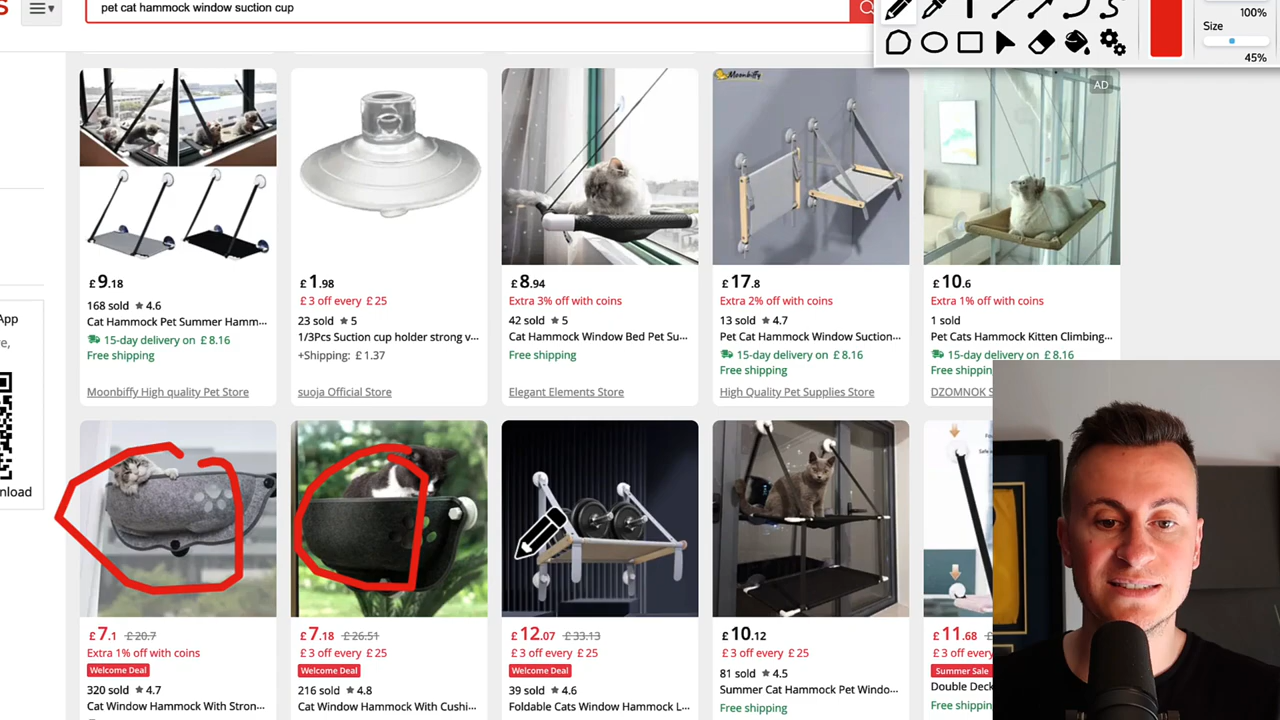 pet cat hammock window suction cup
100%
Size
45%
Moonbiffy
AD
£9.18
168 sold ★ 4.6
Cat Hammock Pet Summer Hamm...
15-day delivery on £8.16
Free shipping
Moonbiffy High quality Pet Store
£1.98
£3 off every £25
23 sold ★ 5
1/3Pcs Suction cup holder strong v...
+Shipping: £1.37
suoja Official Store
£8.94
Extra 3% off with coins
42 sold ★ 5
Cat Hammock Window Bed Pet Su...
Free shipping
Elegant Elements Store
£17.8
Extra 2% off with coins
13 sold ★ 4.7
Pet Cat Hammock Window Suction...
15-day delivery on £8.16
Free shipping
High Quality Pet Supplies Store
£10.6
Extra 1% off with coins
1 sold
Pet Cats Hammock Kitten Climbing...
15-day delivery on £8.16
Free shipping
DZOMNOK S
App
re,
nload
£7.1 £20.7
Extra 1% off with coins
Welcome Deal
320 sold ★ 4.7
Cat Window Hammock With Stron...
£7.18 £26.51
£3 off every £25
Welcome Deal
216 sold ★ 4.8
Cat Window Hammock With Cushi...
£12.07 £33.13
£3 off every £25
Welcome Deal
39 sold ★ 4.6
Foldable Cats Window Hammock L...
£10.12
£3 off every £25
81 sold ★ 4.5
Summer Cat Hammock Pet Windo...
Free shipping
£11.68
£3 off every
Summer Sale
Double Deck
Free shippin